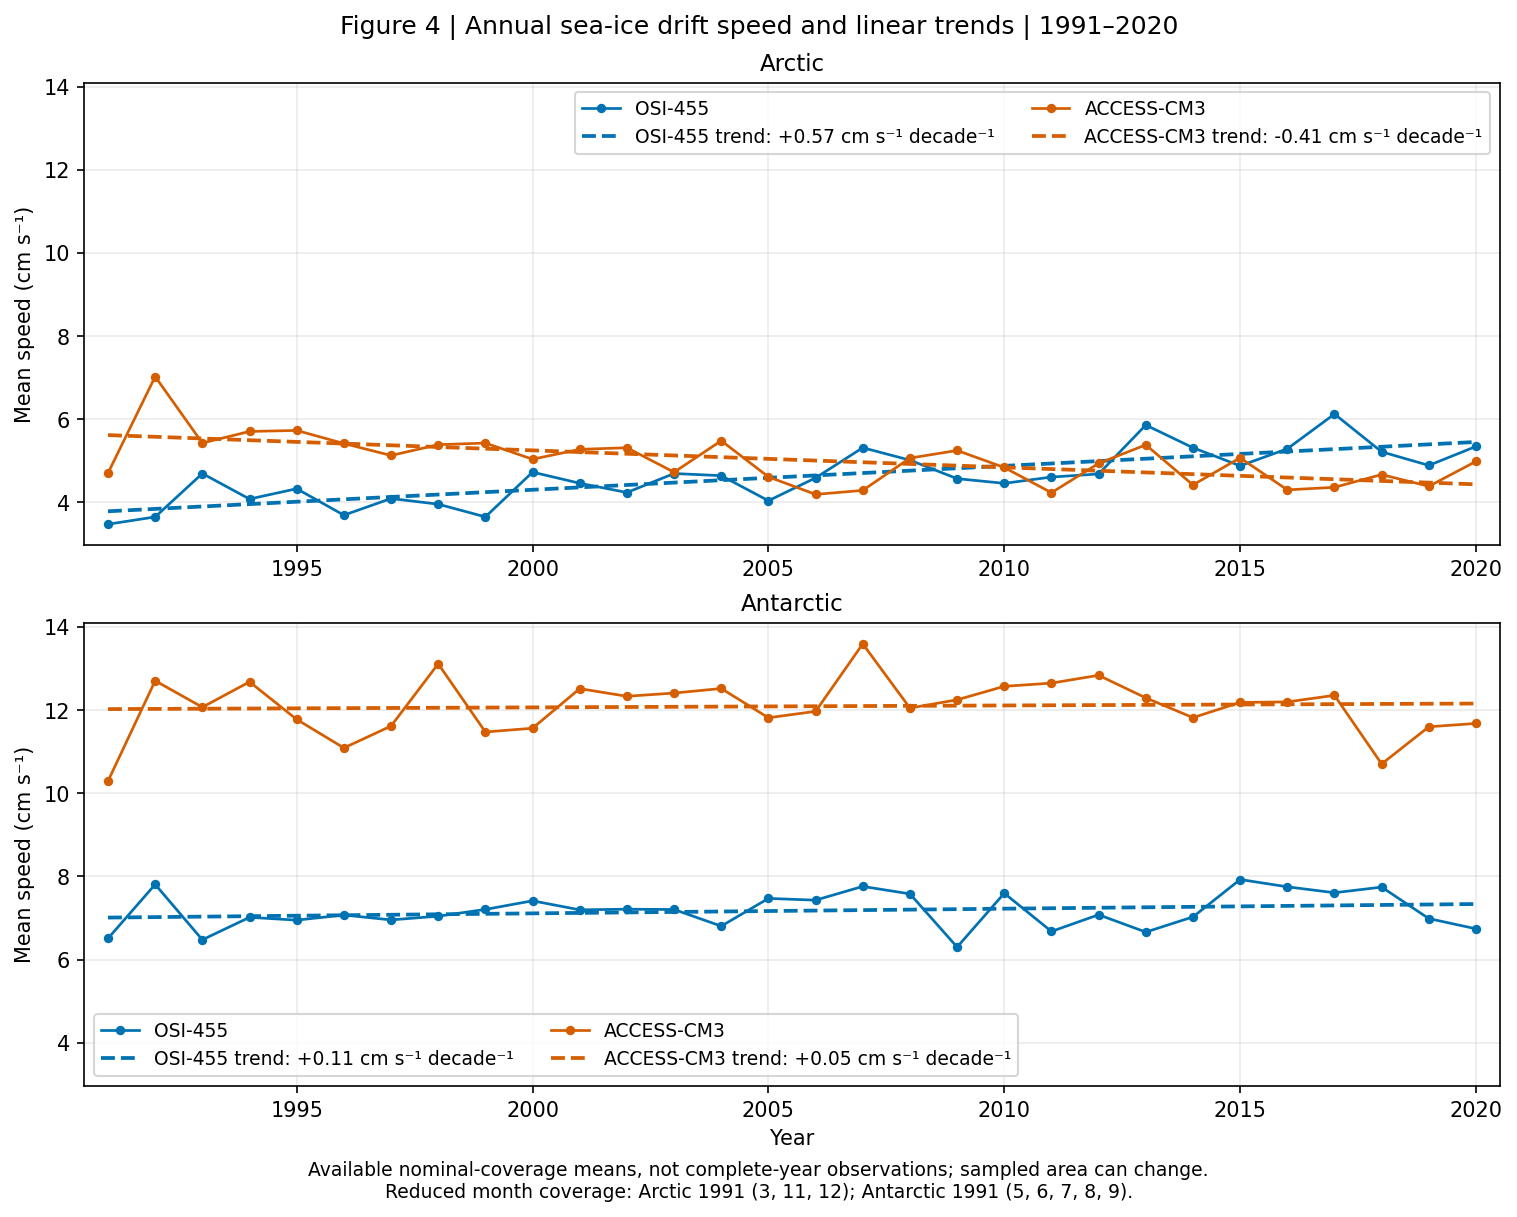 Figure 4 | Annual sea-ice drift speed and linear trends | 1991–2020
Arctic
Mean speed (cm s⁻¹)
14
12
10
8
6
4
OSI-455
OSI-455 trend: +0.57 cm s⁻¹ decade⁻¹
ACCESS-CM3
ACCESS-CM3 trend: -0.41 cm s⁻¹ decade⁻¹
1995
2000
2005
2010
2015
2020
Antarctic
Mean speed (cm s⁻¹)
14
12
10
8
6
4
OSI-455
OSI-455 trend: +0.11 cm s⁻¹ decade⁻¹
ACCESS-CM3
ACCESS-CM3 trend: +0.05 cm s⁻¹ decade⁻¹
1995
2000
2005
2010
2015
2020
Year
Available nominal-coverage means, not complete-year observations; sampled area can change.
Reduced month coverage: Arctic 1991 (3, 11, 12); Antarctic 1991 (5, 6, 7, 8, 9).